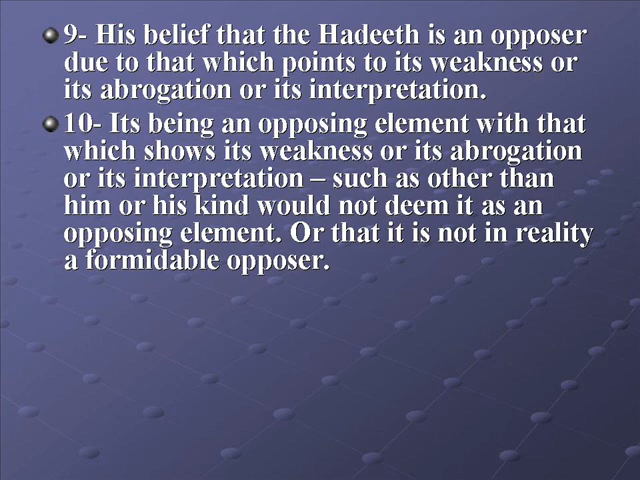 9- His belief that the Hadeeth is an opposer
due to that which points to its weakness or
its abrogation or its interpretation.
10- Its being an opposing element with that
which shows its weakness or its abrogation
or its interpretation – such as other than
him or his kind would not deem it as an
opposing element. Or that it is not in reality
a formidable opposer.